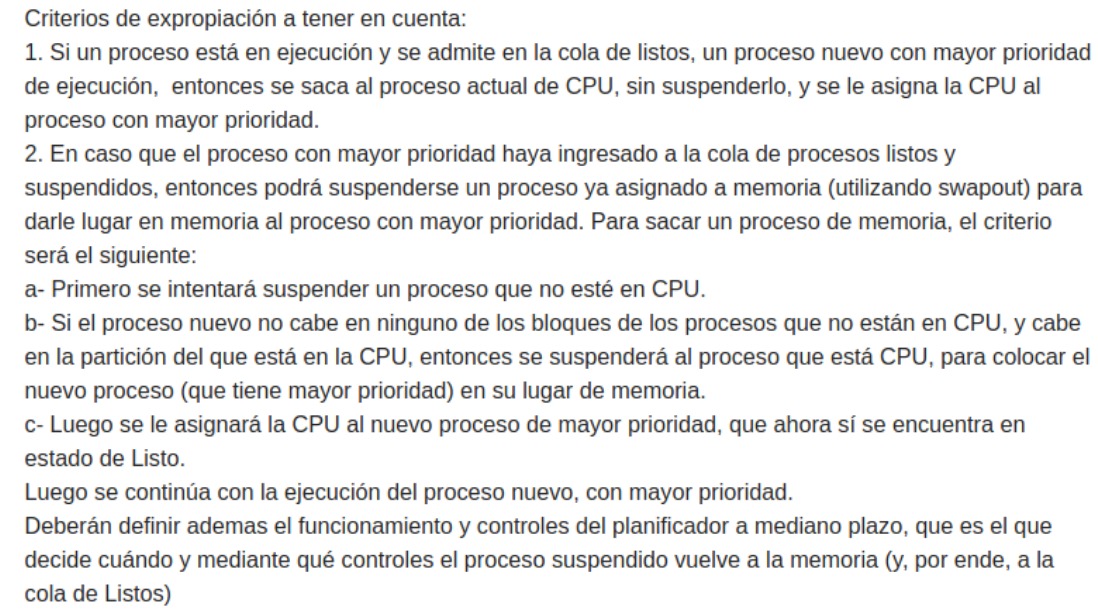 Criterios de expropiación a tener en cuenta:
1. Si un proceso está en ejecución y se admite en la cola de listos, un proceso nuevo con mayor prioridad
de ejecución,  entonces se saca al proceso actual de CPU, sin suspenderlo, y se le asigna la CPU al
proceso con mayor prioridad.
2. En caso que el proceso con mayor prioridad haya ingresado a la cola de procesos listos y
suspendidos, entonces podrá suspenderse un proceso ya asignado a memoria (utilizando swapout) para
darle lugar en memoria al proceso con mayor prioridad. Para sacar un proceso de memoria, el criterio
será el siguiente:
a- Primero se intentará suspender un proceso que no esté en CPU.
b- Si el proceso nuevo no cabe en ninguno de los bloques de los procesos que no están en CPU, y cabe
en la partición del que está en la CPU, entonces se suspenderá al proceso que está CPU, para colocar el
nuevo proceso (que tiene mayor prioridad) en su lugar de memoria.
c- Luego se le asignará la CPU al nuevo proceso de mayor prioridad, que ahora sí se encuentra en
estado de Listo.
Luego se continúa con la ejecución del proceso nuevo, con mayor prioridad.
Deberán definir ademas el funcionamiento y controles del planificador a mediano plazo, que es el que
decide cuándo y mediante qué controles el proceso suspendido vuelve a la memoria (y, por ende, a la
cola de Listos)